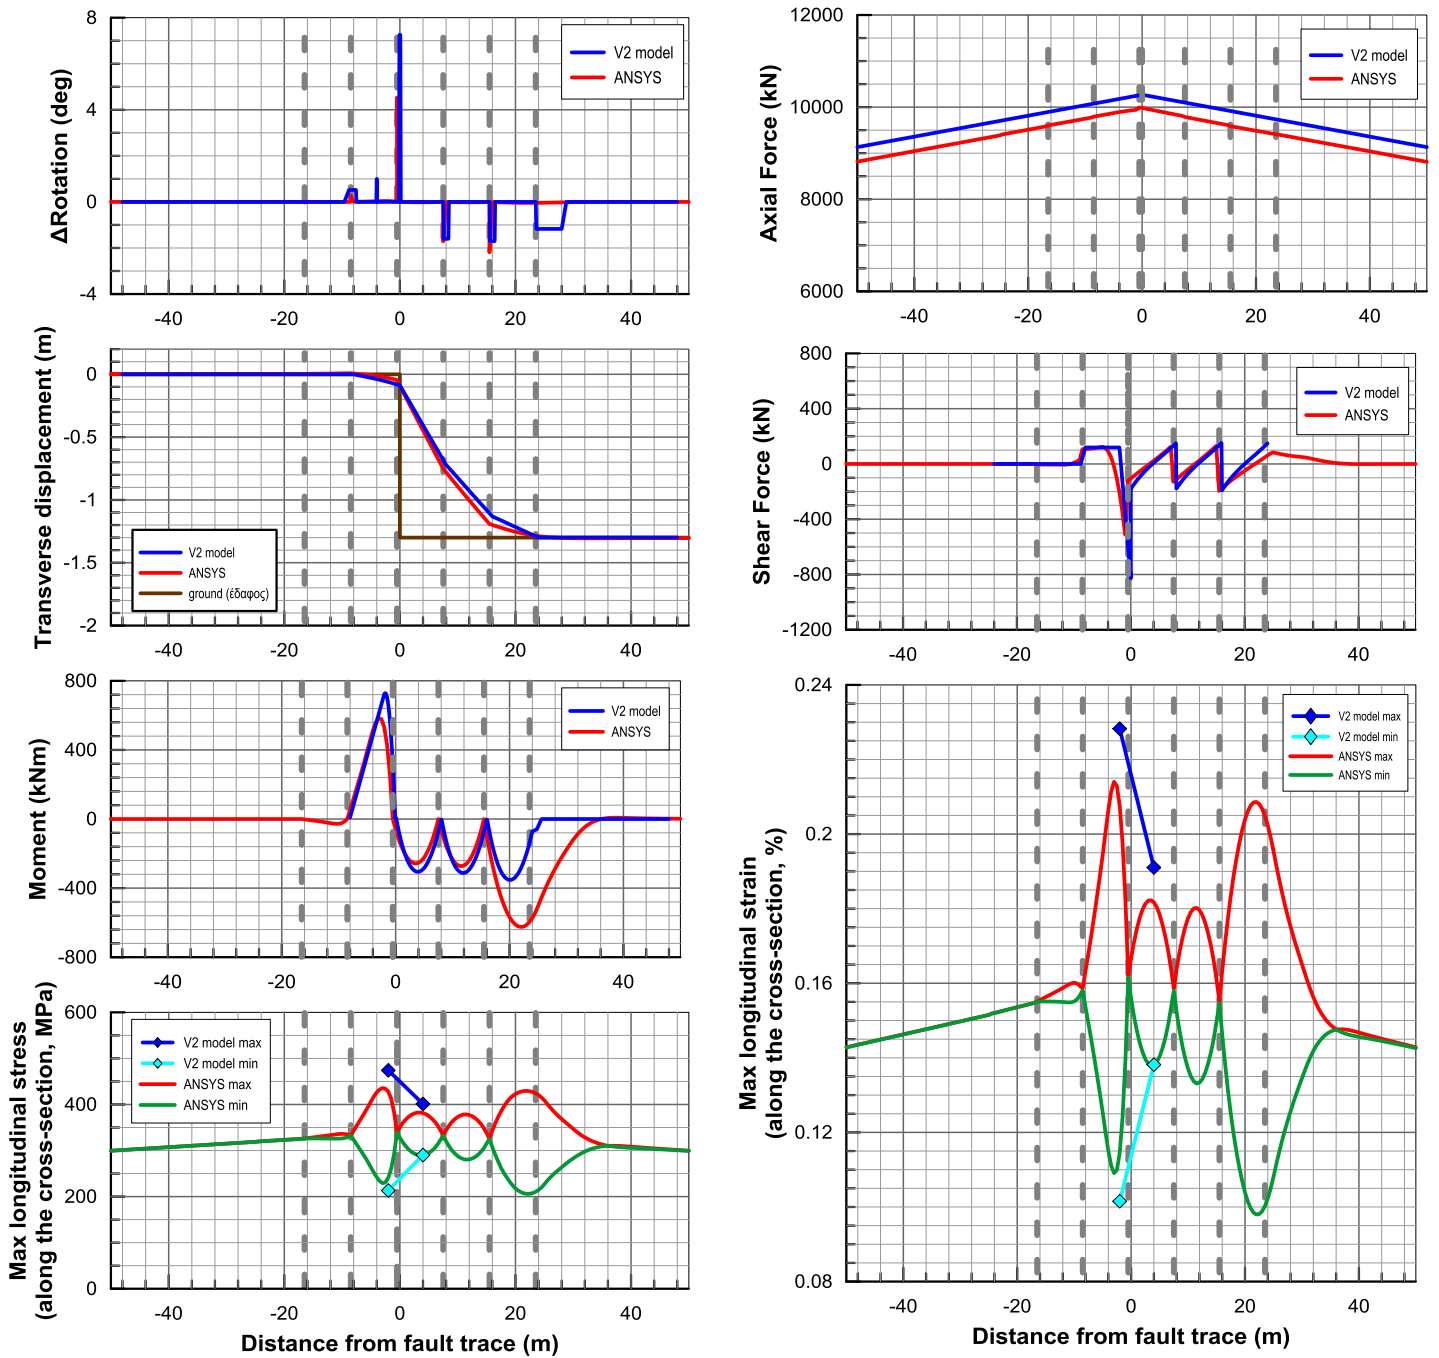 8
4
0
-4
ΔRotation (deg)
V2 model
ANSYS
-40
-20
0
20
40
0
-0.5
-1
-1.5
-2
Transverse displacement (m)
V2 model
ANSYS
ground (έδαφος)
-40
-20
0
20
40
800
400
0
-400
-800
Moment (kNm)
V2 model
ANSYS
-40
-20
0
20
40
600
400
200
0
Max longitudinal stress
(along the cross-section, MPa)
V2 model max
V2 model min
ANSYS max
ANSYS min
-40
-20
0
20
40
Distance from fault trace (m)
12000
10000
8000
6000
Axial Force (kN)
V2 model
ANSYS
-40
-20
0
20
40
800
400
0
-400
-800
-1200
Shear Force (kN)
V2 model
ANSYS
-40
-20
0
20
40
0.24
0.2
0.16
0.12
0.08
Max longitudinal strain
(along the cross-section, %)
V2 model max
V2 model min
ANSYS max
ANSYS min
-40
-20
0
20
40
Distance from fault trace (m)